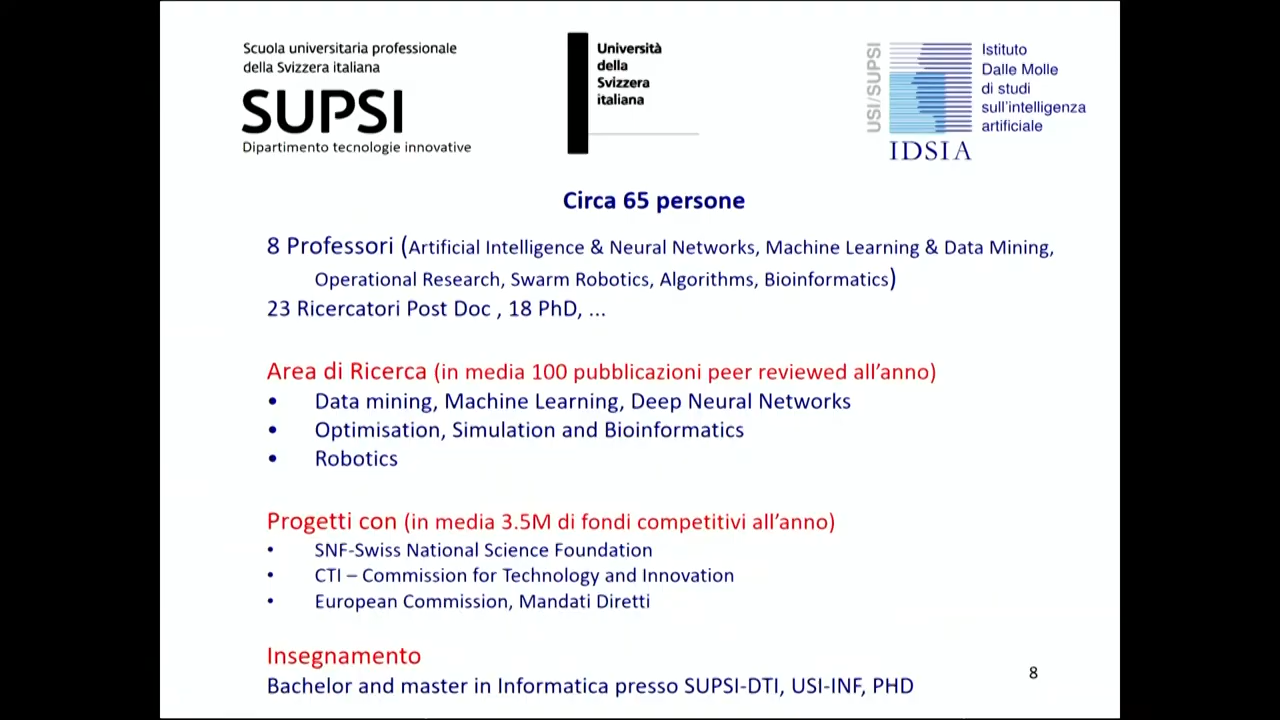 Scuola universitaria professionale
della Svizzera italiana
SUPSI
Dipartimento tecnologie innovative
Università
della
Svizzera
italiana
USI/SUPSI
Istituto
Dalle Molle
di studi
sull'intelligenza
artificiale
IDSIA
Circa 65 persone
8 Professori (Artificial Intelligence & Neural Networks, Machine Learning & Data Mining,
Operational Research, Swarm Robotics, Algorithms, Bioinformatics)
23 Ricercatori Post Doc , 18 PhD, ...
Area di Ricerca (in media 100 pubblicazioni peer reviewed all'anno)
• Data mining, Machine Learning, Deep Neural Networks
• Optimisation, Simulation and Bioinformatics
• Robotics
Progetti con (in media 3.5M di fondi competitivi all'anno)
• SNF-Swiss National Science Foundation
• CTI – Commission for Technology and Innovation
• European Commission, Mandati Diretti
Insegnamento
Bachelor and master in Informatica presso SUPSI-DTI, USI-INF, PHD
8